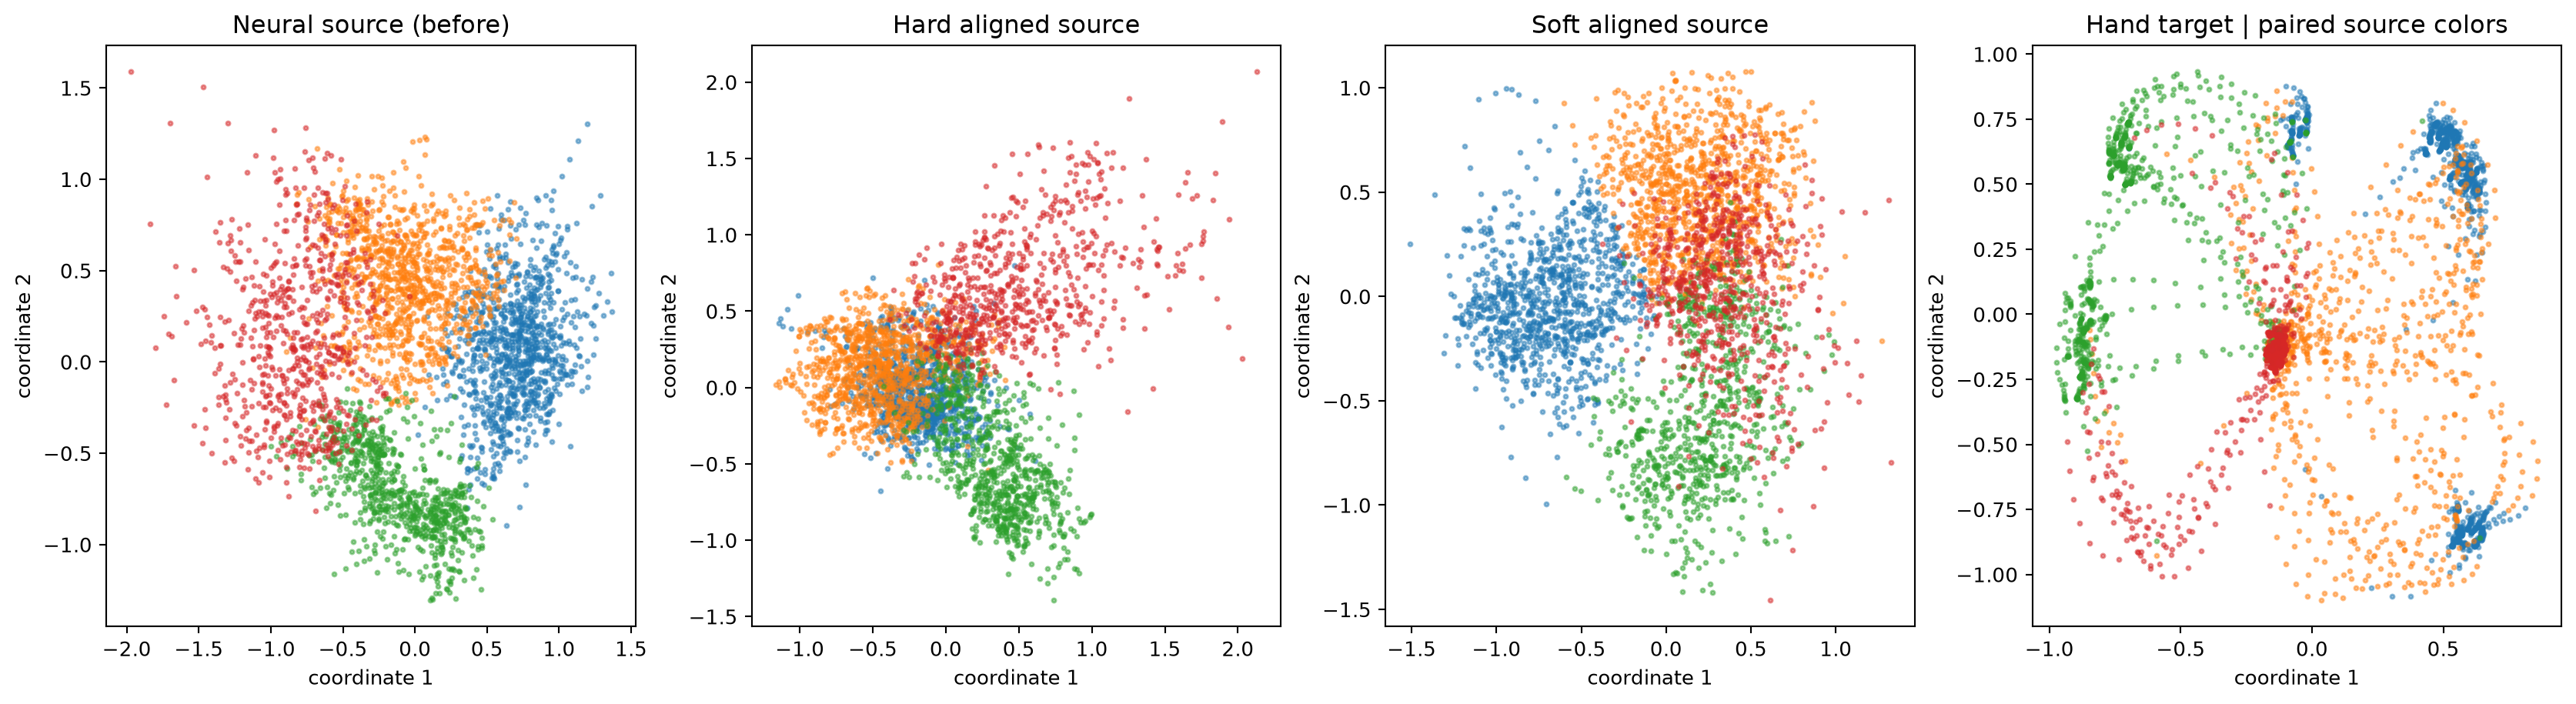 Neural source (before)
1.5
1.0
0.5
0.0
−0.5
−1.0
coordinate 2
−2.0 −1.5 −1.0 −0.5 0.0 0.5 1.0 1.5
coordinate 1
Hard aligned source
2.0
1.5
1.0
0.5
0.0
−0.5
−1.0
−1.5
coordinate 2
−1.0 −0.5 0.0 0.5 1.0 1.5 2.0
coordinate 1
Soft aligned source
1.0
0.5
0.0
−0.5
−1.0
−1.5
coordinate 2
−1.5 −1.0 −0.5 0.0 0.5 1.0
coordinate 1
Hand target | paired source colors
1.00
0.75
0.50
0.25
0.00
−0.25
−0.50
−0.75
−1.00
coordinate 2
−1.0 −0.5 0.0 0.5
coordinate 1